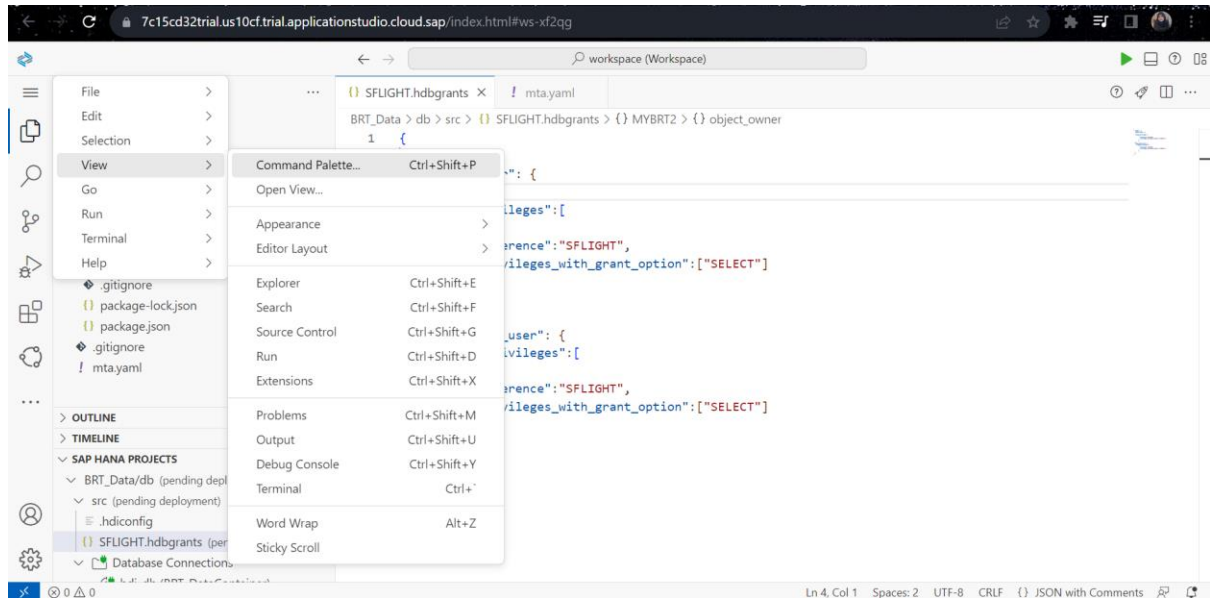 7c15cd32trial.us10cf.trial.applicationstudio.cloud.sap/index.html#ws-xf2qg
workspace (Workspace)
File
Edit
Selection
View
Go
Run
Terminal
Help
Command Palette... Ctrl+Shift+P
Open View...
Appearance
Editor Layout
Explorer Ctrl+Shift+E
Search Ctrl+Shift+F
Source Control Ctrl+Shift+G
Run Ctrl+Shift+D
Extensions Ctrl+Shift+X
Problems Ctrl+Shift+M
Output Ctrl+Shift+U
Debug Console Ctrl+Shift+Y
Terminal Ctrl+`
Word Wrap Alt+Z
Sticky Scroll
.gitignore
{} package-lock.json
{} package.json
.gitignore
! mta.yaml
OUTLINE
TIMELINE
SAP HANA PROJECTS
BRT_Data/db (pending depl
src (pending deployment)
.hdiconfig
{} SFLIGHT.hdbgrants (per
Database Connections
{} SFLIGHT.hdbgrants ×
! mta.yaml
BRT_Data > db > src > {} SFLIGHT.hdbgrants > {} MYBRT2 > {} object_owner
1 {
": {
ileges":[
erence":"SFLIGHT",
vileges_with_grant_option":["SELECT"]
_user": {
ivileges":[
erence":"SFLIGHT",
vileges_with_grant_option":["SELECT"]
0 0
Ln 4, Col 1 Spaces: 2 UTF-8 CRLF {} JSON with Comments